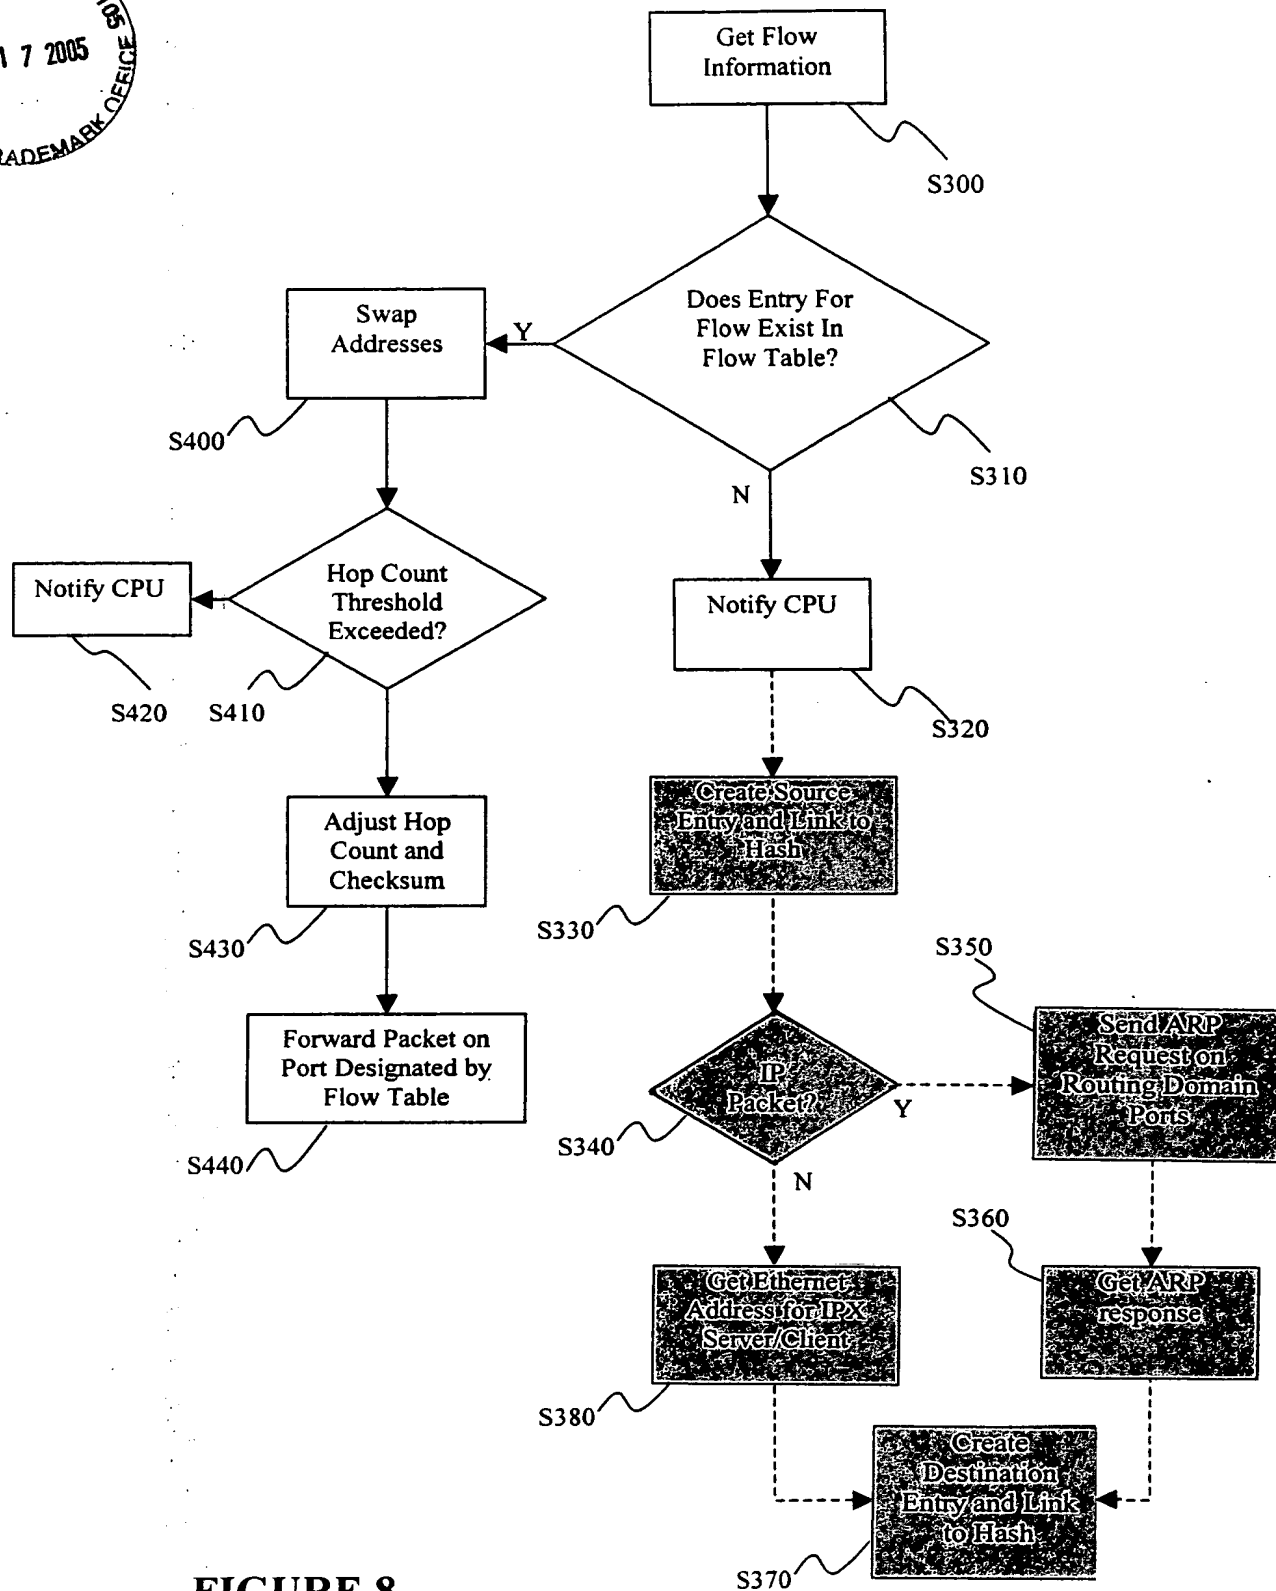 105
1 7 2005
OFFICE
RADEMARK
Get Flow
Information
S300
Does Entry For
Flow Exist In
Flow Table?
Y
Swap
Addresses
S400
S310
N
Hop Count
Threshold
Exceeded?
Notify CPU
Notify CPU
S420
S410
S320
Create Source
Entry and Link to
Hash
Adjust Hop
Count and
Checksum
S330
S430
S350
Send ARP
Request on
Routing Domain
Ports
Forward Packet on
Port Designated by
Flow Table
IP
Packet?
Y
S340
S440
N
S360
Get Ethernet
Address for IPX
Server/Client
Get ARP
response
S380
Create
Destination
Entry and Link
to Hash
S370
FIGURE 8